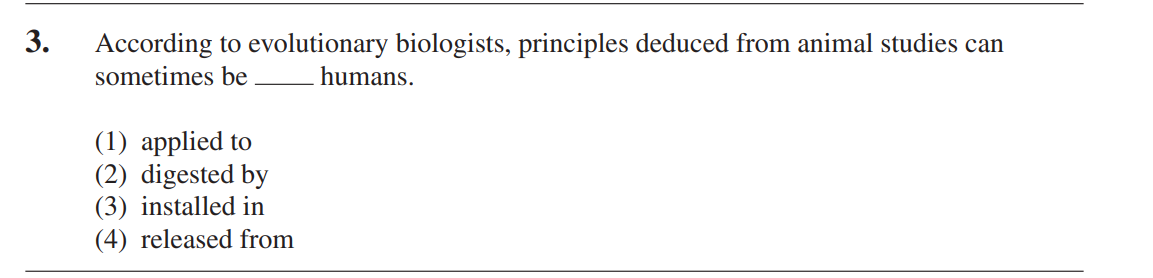 3. According to evolutionary biologists, principles deduced from animal studies can
sometimes be ____ humans.
(1) applied to
(2) digested by
(3) installed in
(4) released from